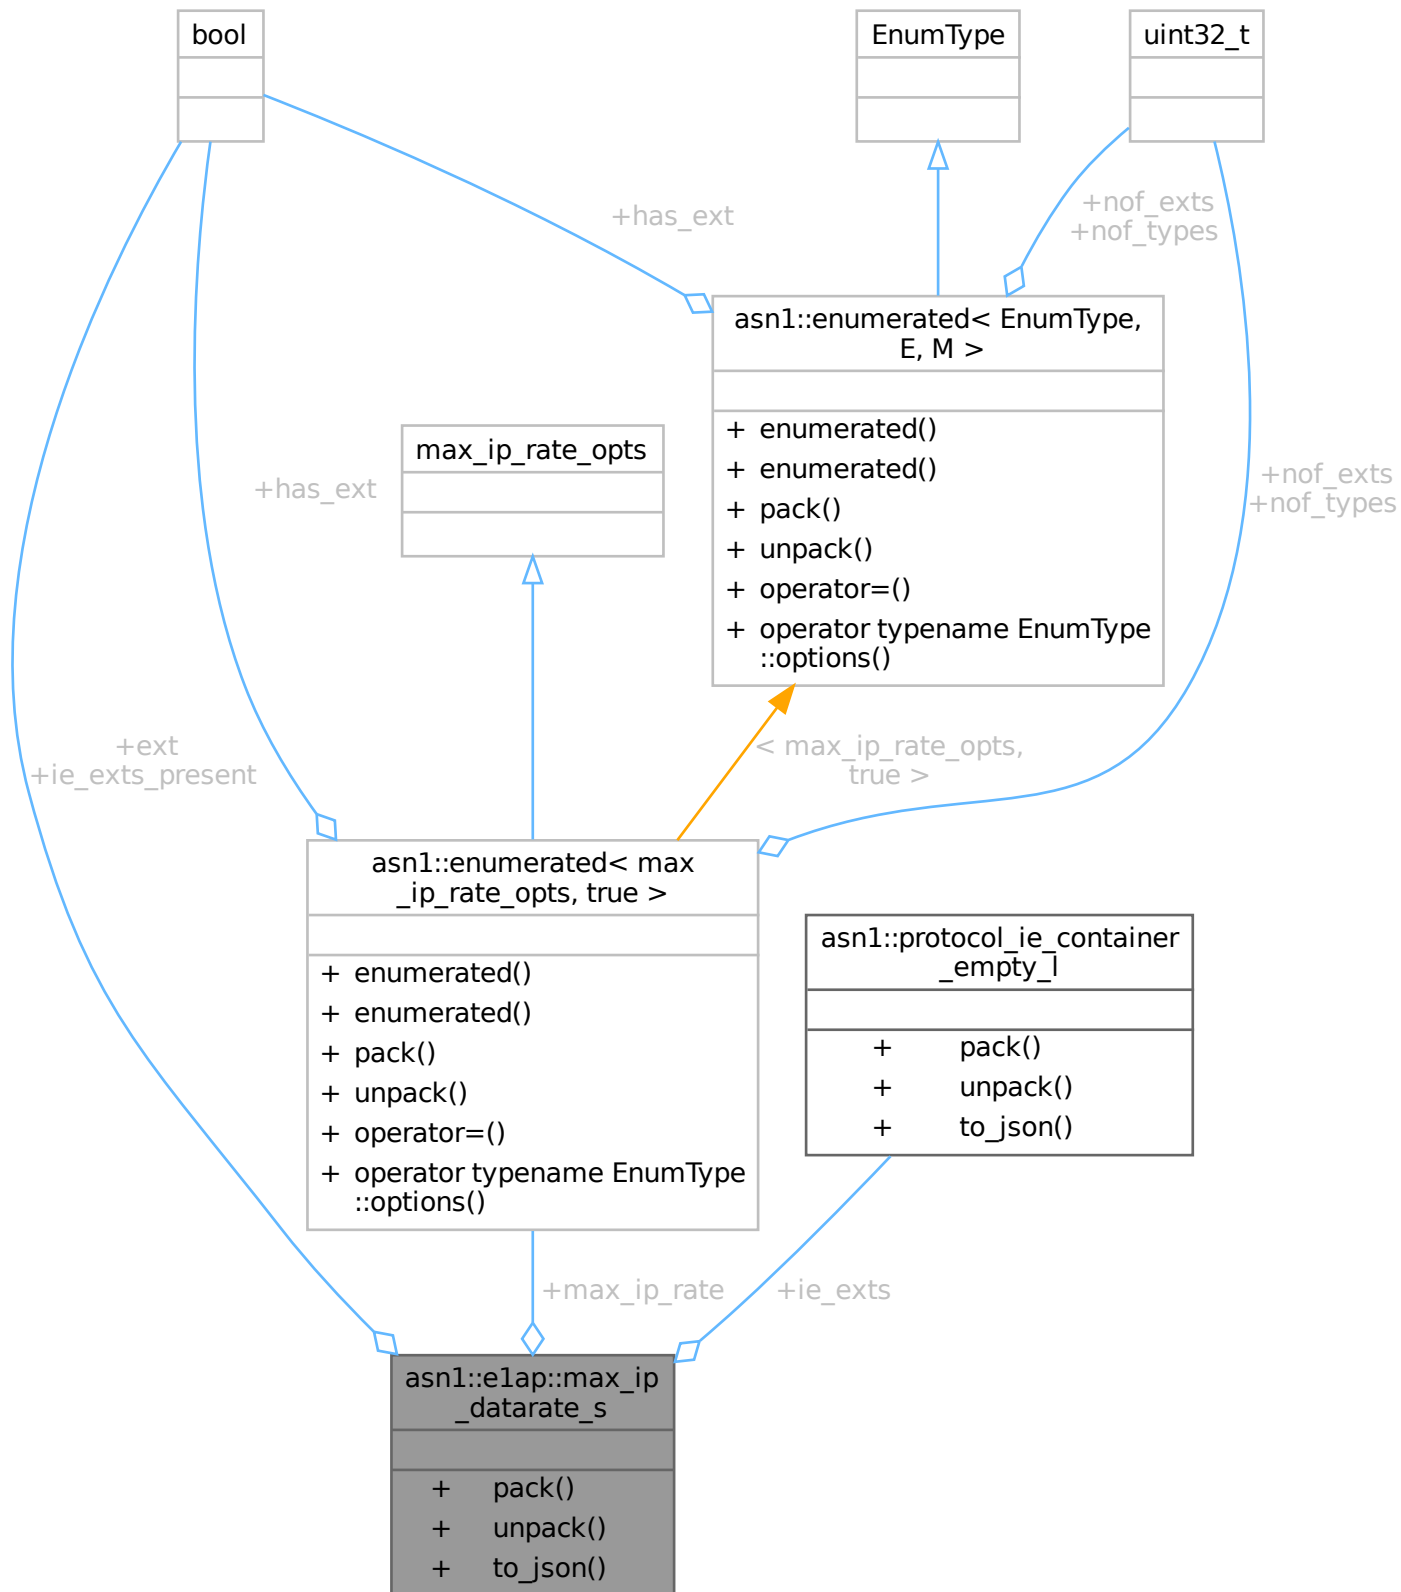 bool
EnumType
uint32_t
+has_ext
+nof_exts
+nof_types
asn1::enumerated< EnumType,
E, M >
+ enumerated()
+ enumerated()
+ pack()
+ unpack()
+ operator=()
+ operator typename EnumType
::options()
max_ip_rate_opts
+has_ext
+nof_exts
+nof_types
+ext
+ie_exts_present
< max_ip_rate_opts,
true >
asn1::enumerated< max
_ip_rate_opts, true >
+ enumerated()
+ enumerated()
+ pack()
+ unpack()
+ operator=()
+ operator typename EnumType
::options()
asn1::protocol_ie_container
_empty_l
+ pack()
+ unpack()
+ to_json()
+max_ip_rate
+ie_exts
asn1::e1ap::max_ip
_datarate_s
+ pack()
+ unpack()
+ to_json()